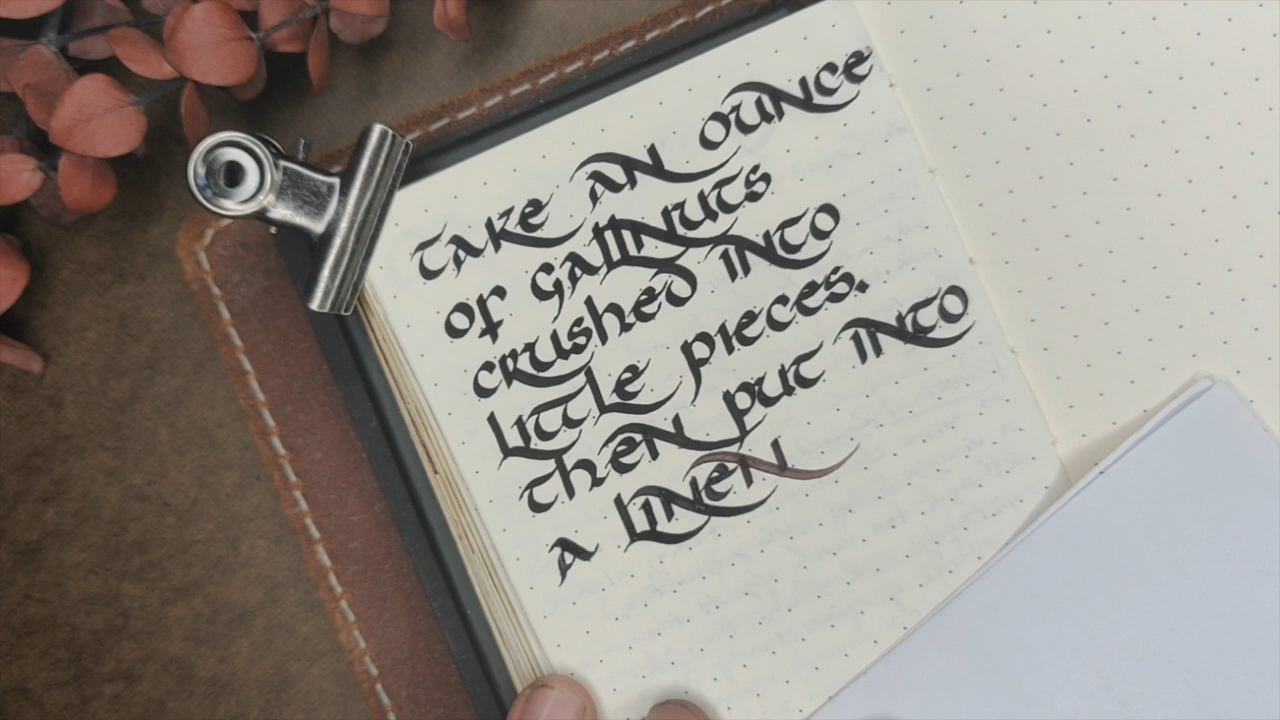 Take an ounce
of gallnuts
crushed into
little pieces.
then put into
a linen